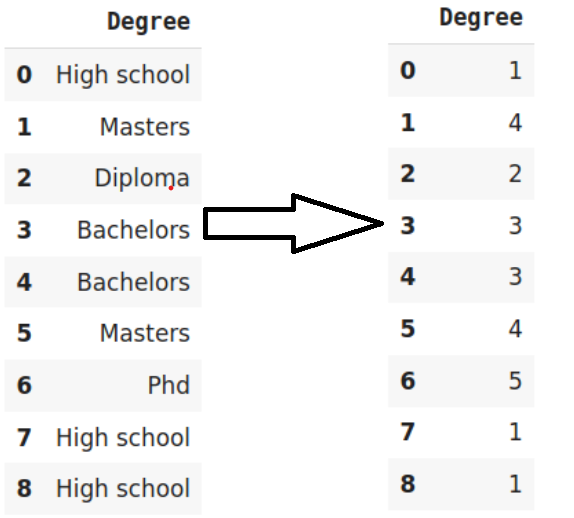 Degree
0 High school
1 Masters
2 Diploma
3 Bachelors
4 Bachelors
5 Masters
6 Phd
7 High school
8 High school
Degree
0 1
1 4
2 2
3 3
4 3
5 4
6 5
7 1
8 1